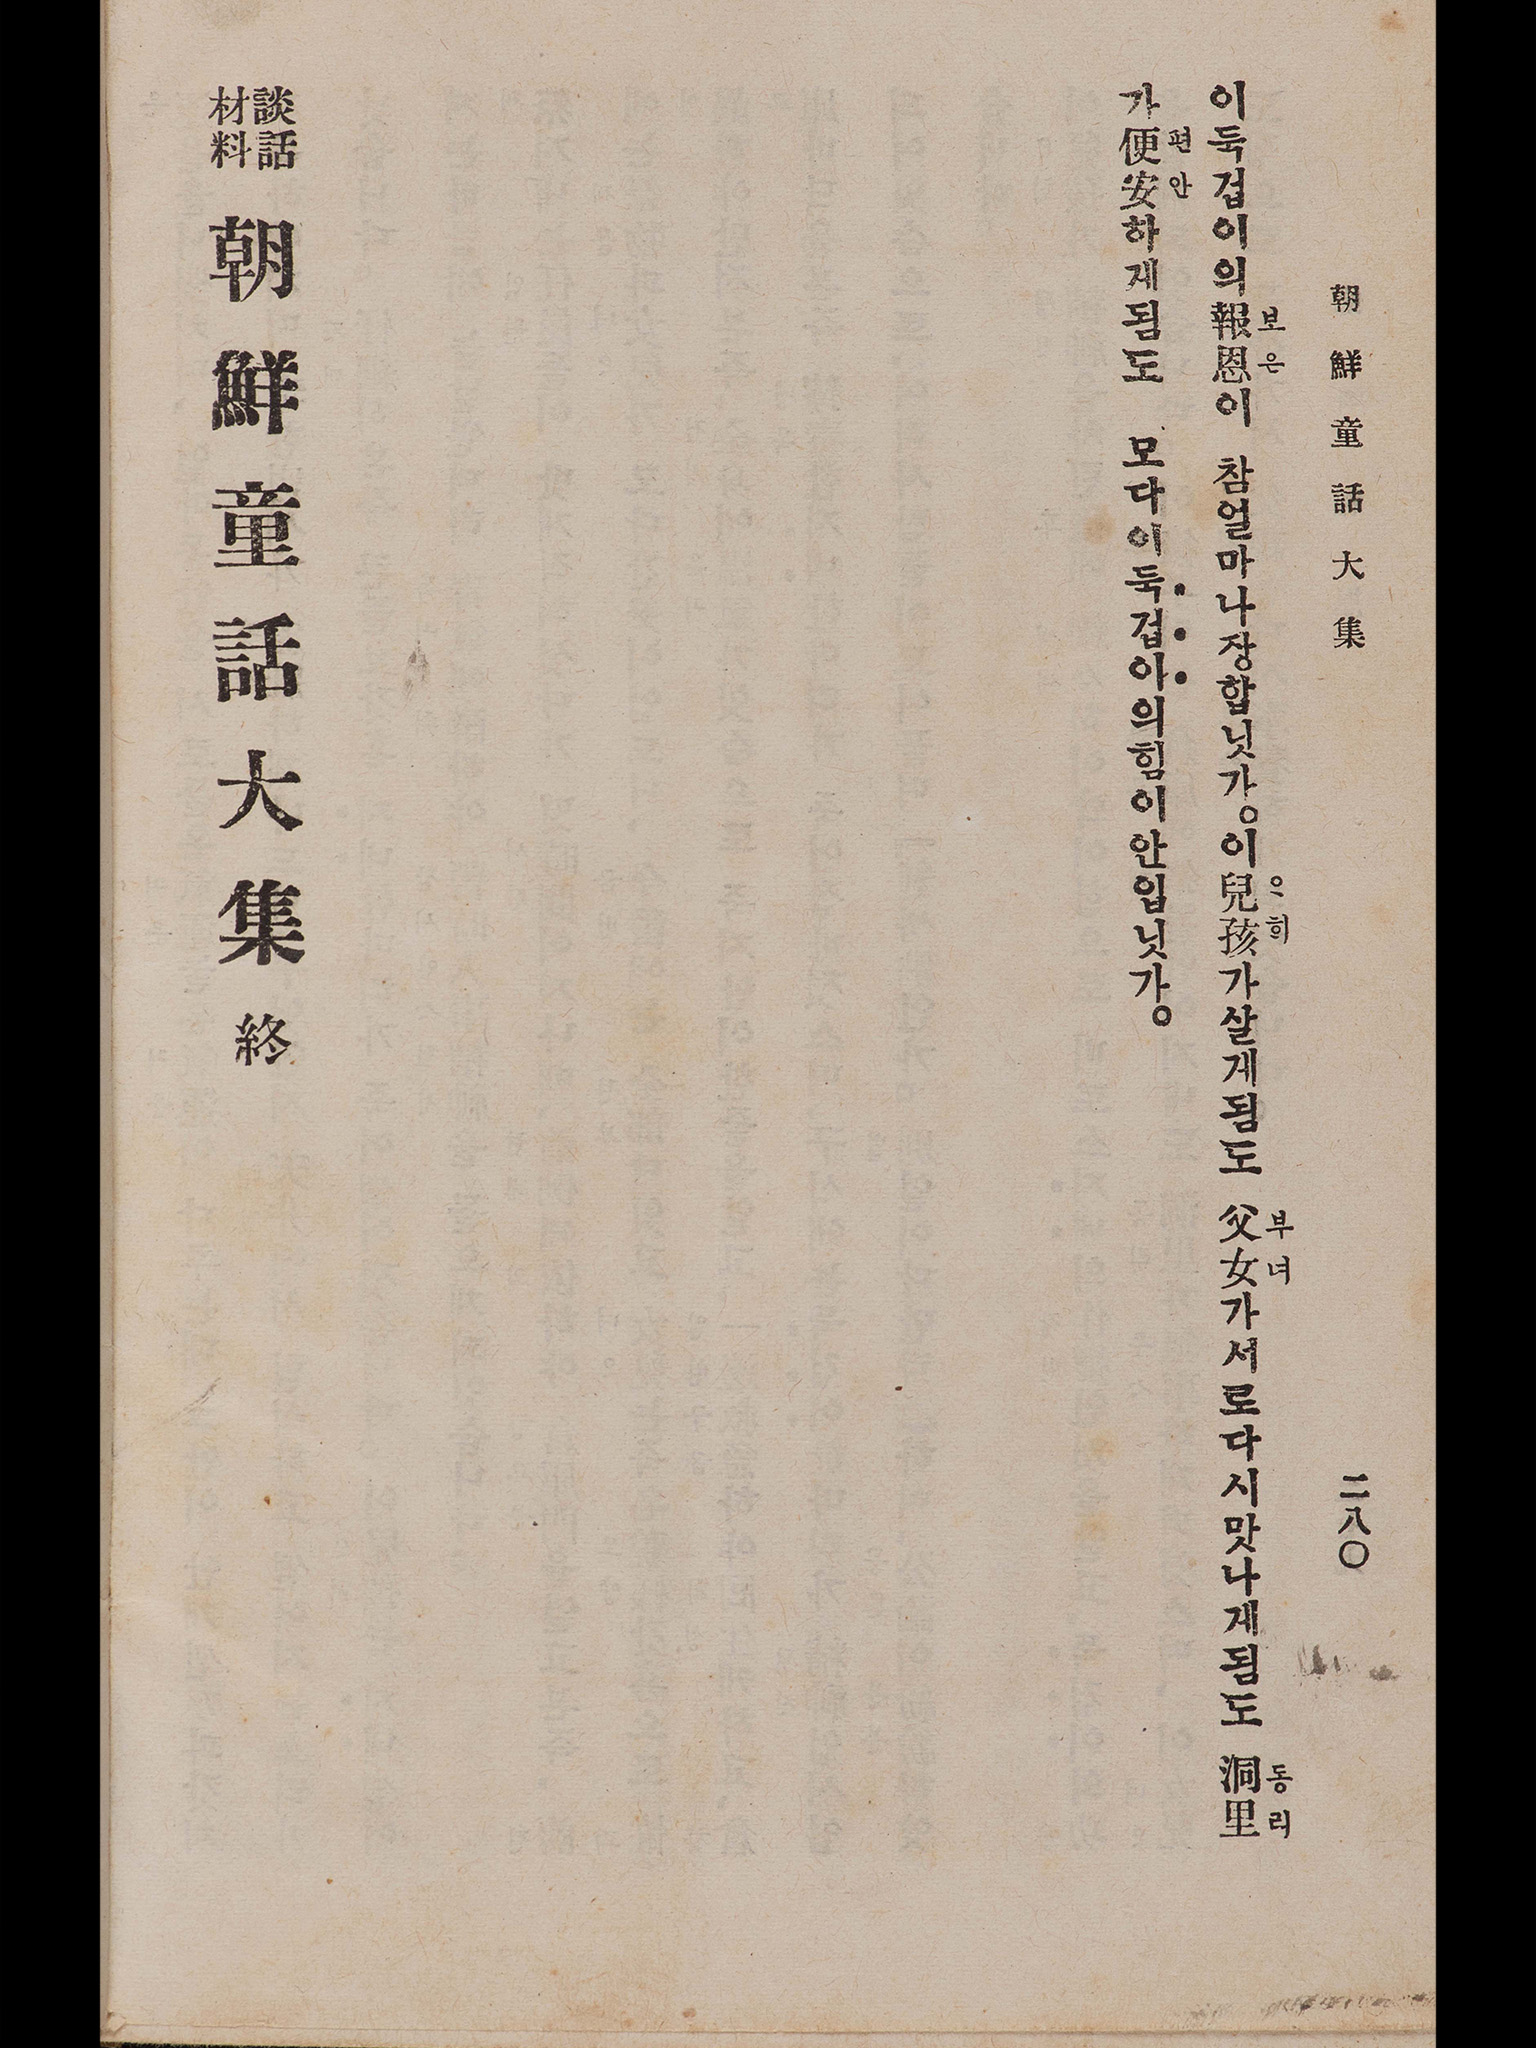 朝鮮童話大集
二八〇
이둑겁이의報恩이 참얼마나장합닛가。이兒孩가살게됨도 父女가서로다시맛나게됨도 洞里
보은
ᄋᆞ희
부녀
동리
가便安하게됨도 모다이둑겁아의힘이안입닛가。
편안
談話
材料
朝鮮童話大集 終